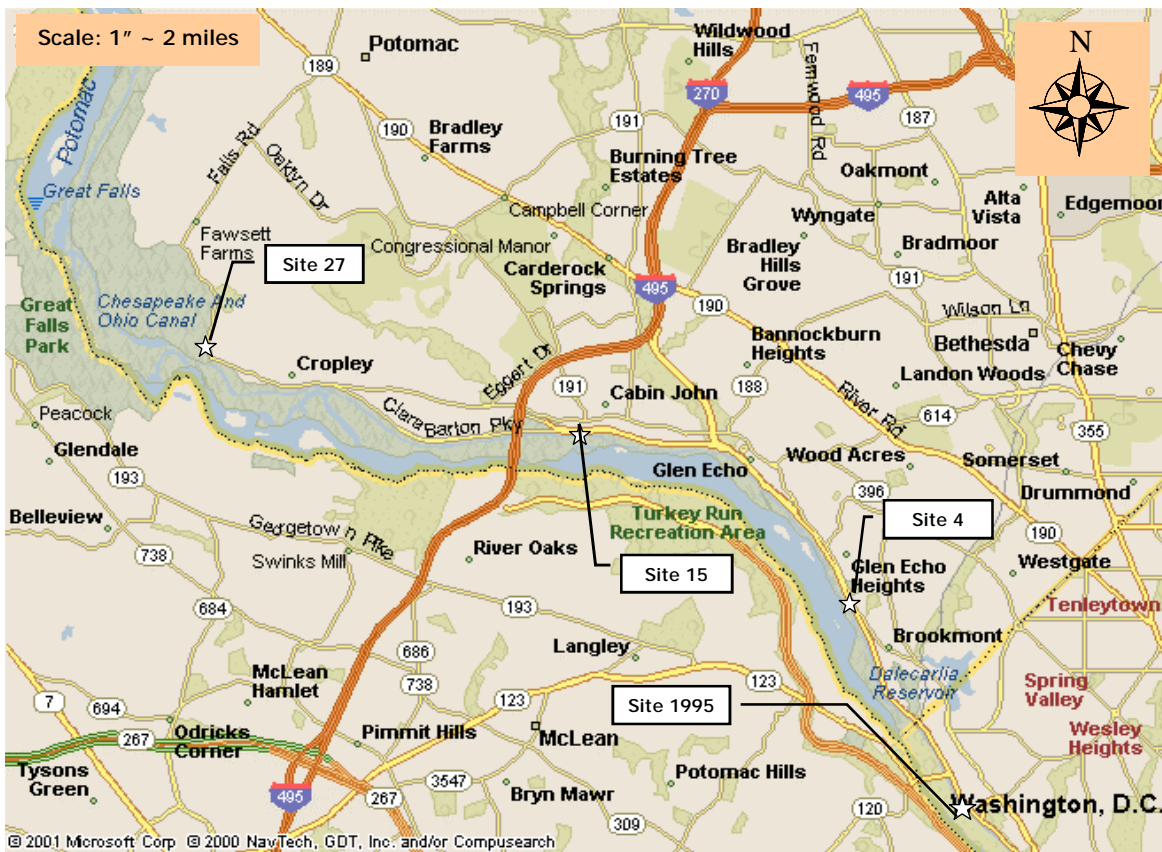 Scale: 1” ~ 2 miles
N
Potomac
189
Wildwood
Hills
Fernwood Rd
270
495
187
Potomac
190
Bradley
Farms
191
Falls Rd
Oaklyn Dr
Burning Tree
Estates
Oakmont
Alta
Vista
Edgemoor
Great Falls
Campbell Corner
Wyngate
Fawsett
Farms
Congressional Manor
Bradley
Hills
Grove
Bradmoor
Site 27
Carderock
Springs
191
495
190
Great
Falls
Park
Chesapeake And
Ohio Canal
Wilson Ln
Bannockburn
Heights
Bethesda
Chevy
Chase
Cropley
Eggert Dr
191
Cabin John
188
Landon Woods
River Rd
614
355
Peacock
Clara Barton Pky
Glendale
193
Glen Echo
Wood Acres
Somerset
396
Drummond
Belleview
738
Georgetown Pike
Swinks Mill
River Oaks
Turkey Run
Recreation Area
Site 4
190
Site 15
Glen Echo
Heights
Westgate
Tenleytown
684
193
686
738
Langley
Brookmont
McLean
Hamlet
123
123
Dalecarlia
Reservoir
Spring
Valley
Site 1995
7
694
267
Odricks
Corner
Pimmit Hills
McLean
Wesley
Heights
Tysons
Green
495
267
3547
Bryn Mawr
Potomac Hills
309
120
Washington, D.C.
© 2001 Microsoft Corp © 2000 NavTech, GDT, Inc. and/or Compusearch